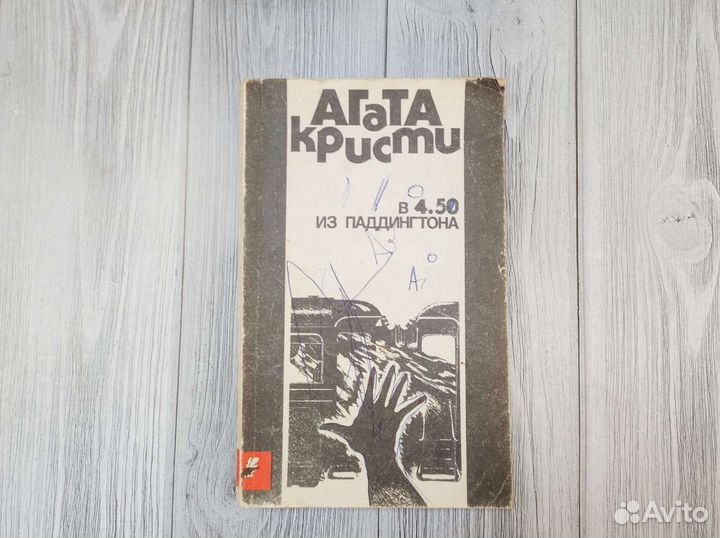 Агата
Кристи
в 4.50
из Паддингтона
Avito